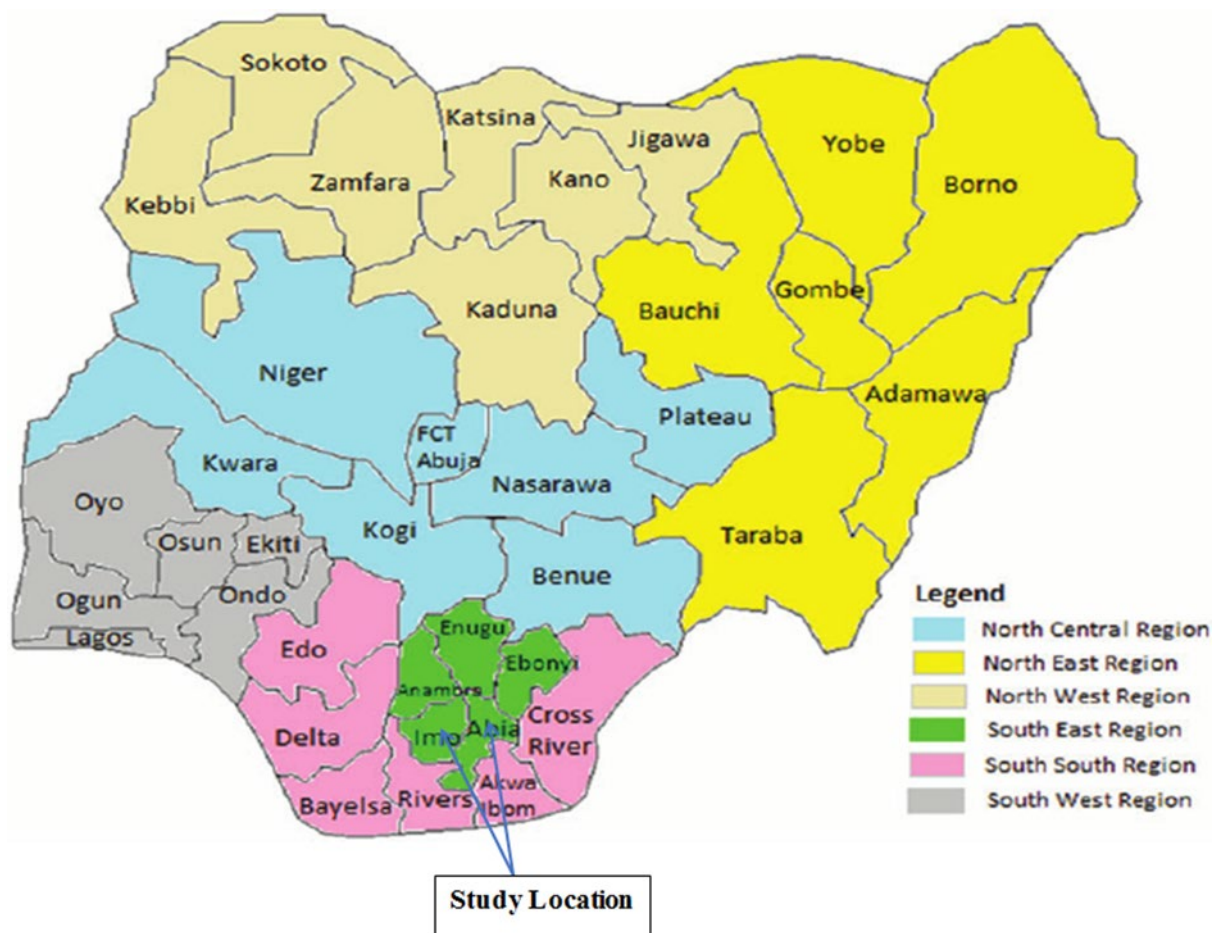 Sokoto
Katsina
Jigawa
Yobe
Borno
Kebbi
Zamfara
Kano
Kaduna
Bauchi
Gombe
Adamawa
Niger
FCT
Abuja
Plateau
Kwara
Nasarawa
Oyo
Kogi
Taraba
Osun
Ekiti
Benue
Ogun
Ondo
Lagos
Edo
Enugu
Ebonyi
Anambra
Delta
Imo
Abia
Cross
River
Bayelsa
Rivers
Akwa
Ibom
Legend
North Central Region
North East Region
North West Region
South East Region
South South Region
South West Region
Study Location